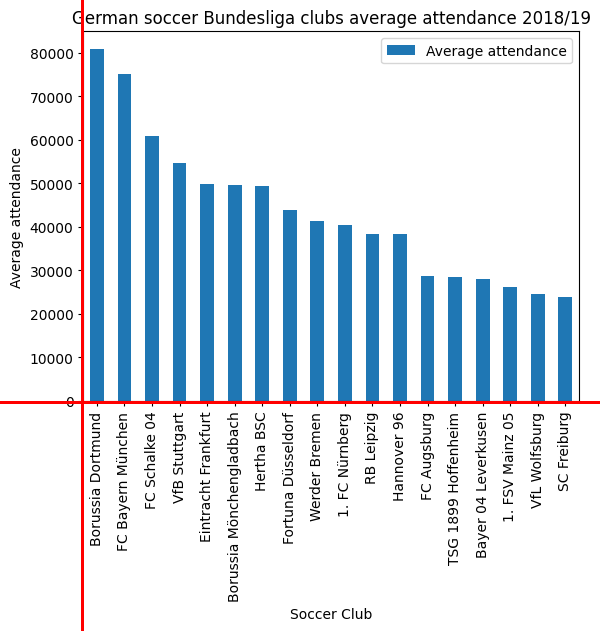 German soccer Bundesliga clubs average attendance 2018/19
Average attendance
80000
70000
60000
50000
40000
30000
20000
10000
0
Average attendance
Borussia Dortmund
FC Bayern München
FC Schalke 04
VfB Stuttgart
Eintracht Frankfurt
Borussia Mönchengladbach
Hertha BSC
Fortuna Düsseldorf
Werder Bremen
1. FC Nürnberg
RB Leipzig
Hannover 96
FC Augsburg
TSG 1899 Hoffenheim
Bayer 04 Leverkusen
1. FSV Mainz 05
VfL Wolfsburg
SC Freiburg
Soccer Club